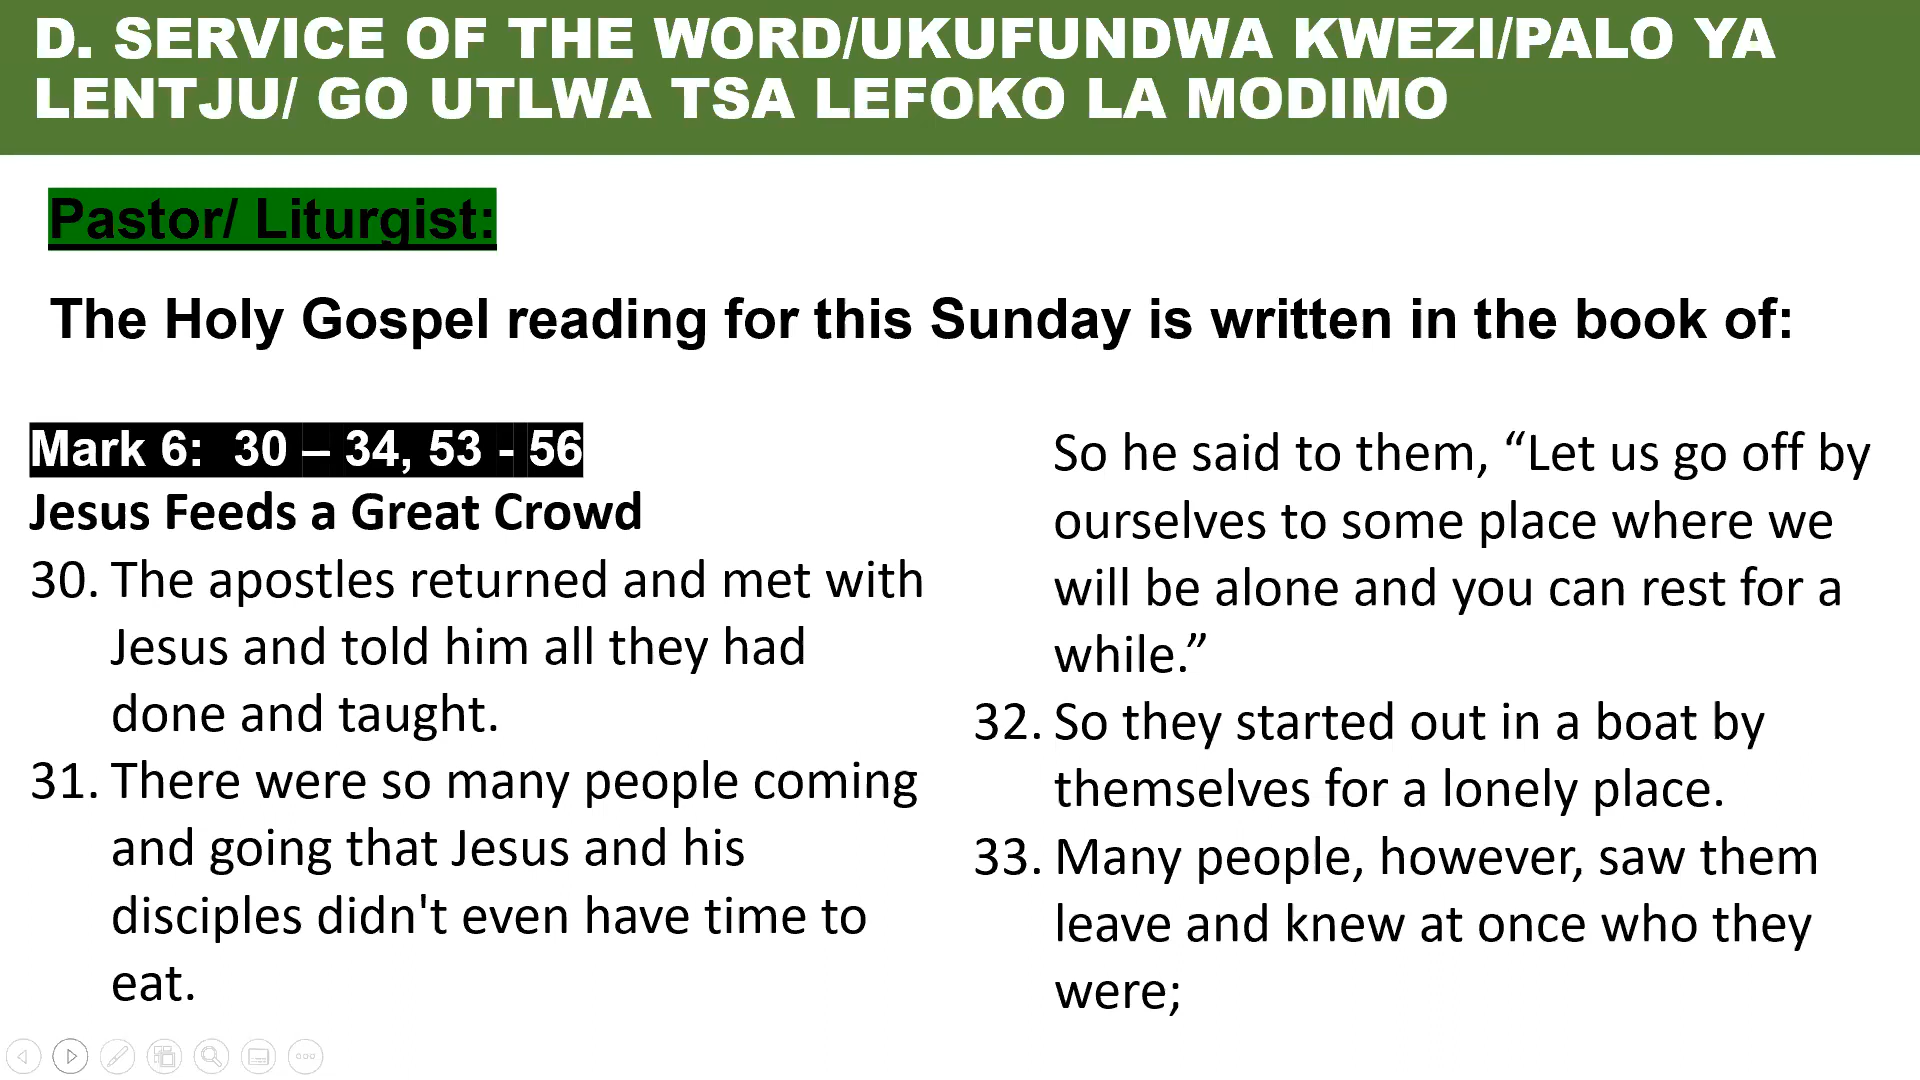 D. SERVICE OF THE WORD/UKUFUNDWA KWEZI/PALO YA
LENTJU/ GO UTLWA TSA LEFOKO LA MODIMO
Pastor/ Liturgist:
The Holy Gospel reading for this Sunday is written in the book of:
Mark 6:  30 – 34, 53 - 56
Jesus Feeds a Great Crowd
30. The apostles returned and met with
Jesus and told him all they had
done and taught.
31. There were so many people coming
and going that Jesus and his
disciples didn't even have time to
eat.
So he said to them, “Let us go off by
ourselves to some place where we
will be alone and you can rest for a
while.”
32. So they started out in a boat by
themselves for a lonely place.
33. Many people, however, saw them
leave and knew at once who they
were;